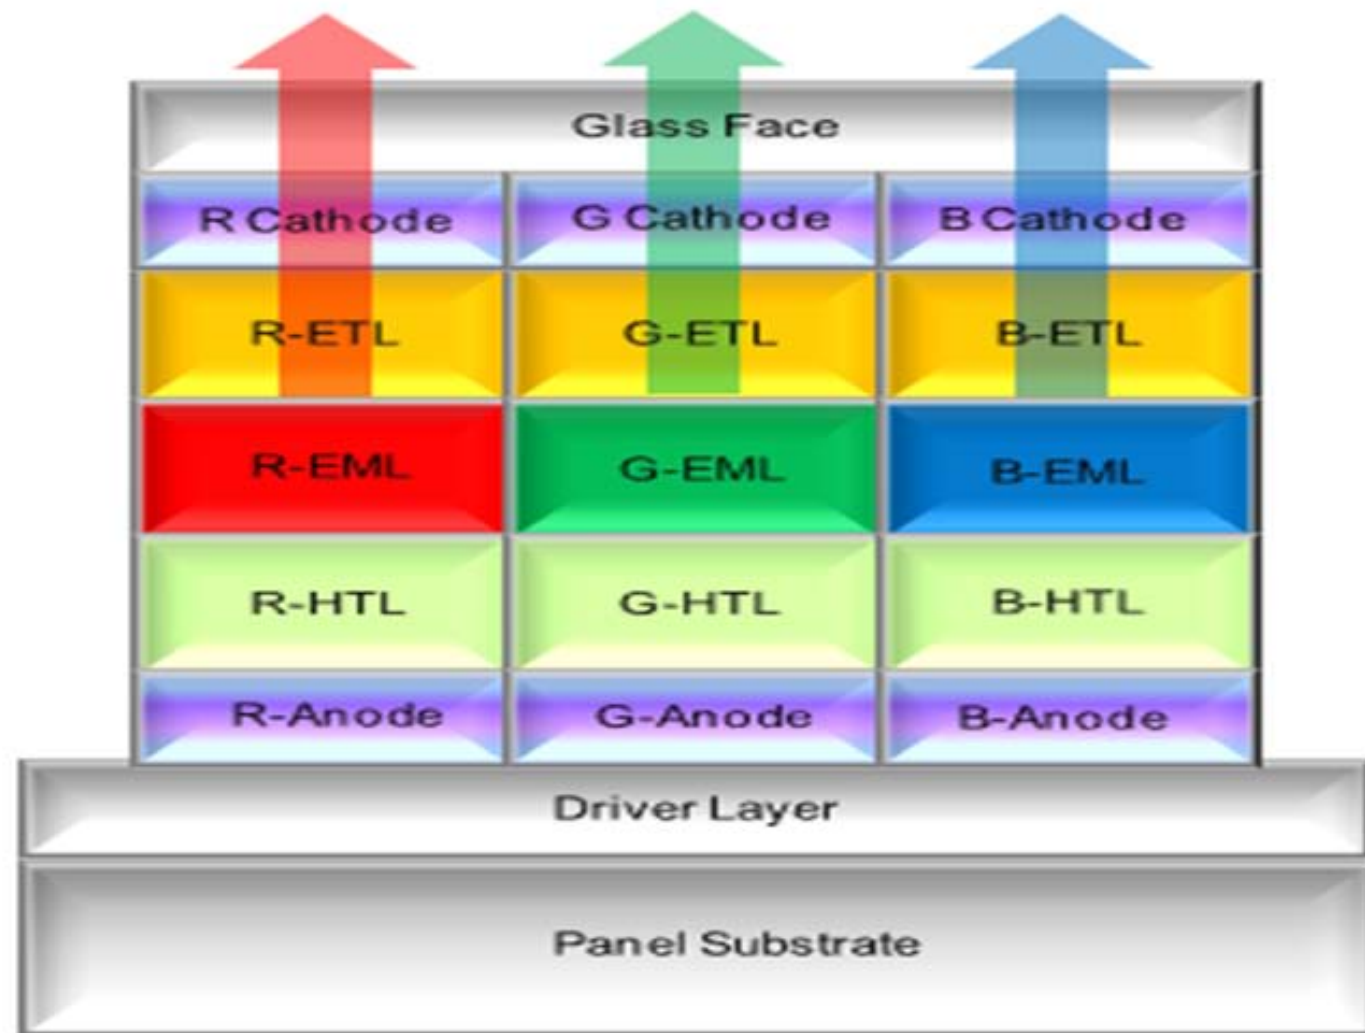 Glass Face
R Cathode
G Cathode
B Cathode
R-ETL
G-ETL
B-ETL
R-EML
G-EML
B-EML
R-HTL
G-HTL
B-HTL
R-Anode
G-Anode
B-Anode
Driver Layer
Panel Substrate